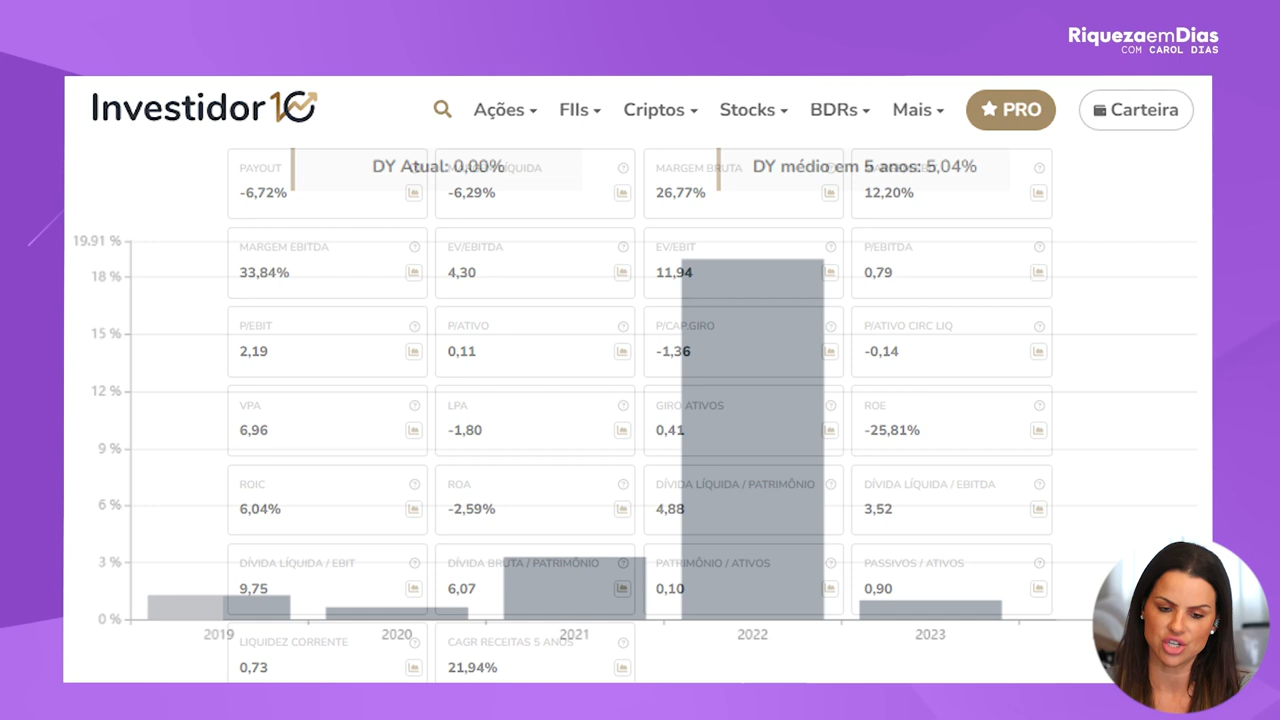 RiquezaemDias
COM CAROL DIAS
Investidor10
Ações
FIIs
Criptos
Stocks
BDRs
Mais
PRO
Carteira
DY Atual: 0,00%
DY médio em 5 anos: 5,04%
PAYOUT
LÍQUIDA
MARGEM BRUTA
-6,72%
-6,29%
26,77%
12,20%
19.91 %
18 %
15 %
12 %
9 %
6 %
3 %
0 %
MARGEM EBITDA
EV/EBITDA
EV/EBIT
P/EBITDA
33,84%
4,30
11,94
0,79
P/EBIT
P/ATIVO
P/CAP.GIRO
P/ATIVO CIRC LIQ
2,19
0,11
-1,36
-0,14
VPA
LPA
GIRO ATIVOS
ROE
6,96
-1,80
0,41
-25,81%
ROIC
ROA
DÍVIDA LÍQUIDA / PATRIMÔNIO
DÍVIDA LÍQUIDA / EBITDA
6,04%
-2,59%
4,88
3,52
DÍVIDA LÍQUIDA / EBIT
DÍVIDA BRUTA / PATRIMÔNIO
PATRIMÔNIO / ATIVOS
PASSIVOS / ATIVOS
9,75
6,07
0,10
0,90
2019
2020
2021
2022
2023
LIQUIDEZ CORRENTE
CAGR RECEITAS 5 ANOS
0,73
21,94%